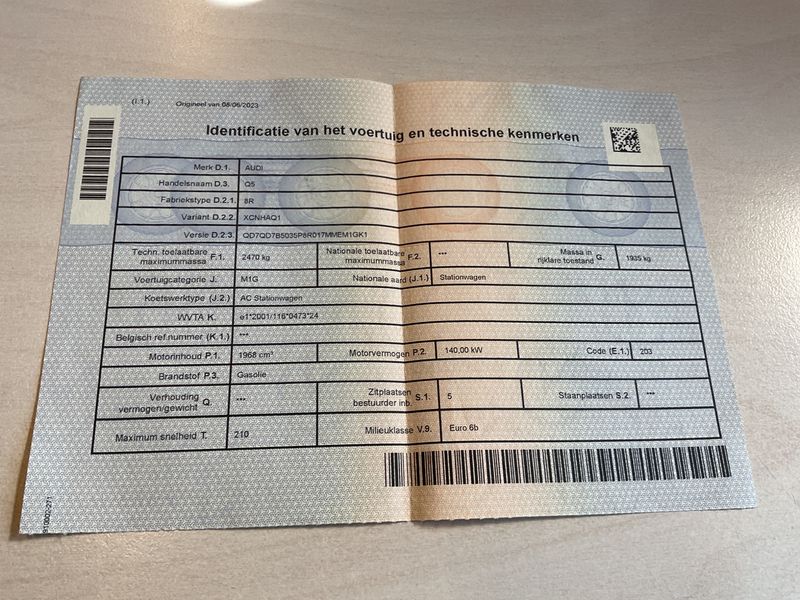 (I.1.) Origineel van 08/06/2023
Identificatie van het voertuig en technische kenmerken
Merk D.1. AUDI
Handelsnaam D.3. Q5
Fabriekstype D.2.1. 8R
Variant D.2.2. XCNHAQ1
Versie D.2.3. QD7QD7B5035P8R017MMEM1GK1
Techn. toelaatbare maximummassa F.1. 2470 kg Nationale toelaatbare maximummassa F.2. *** Massa in rijklare toestand G. 1935 kg
Voertuigcategorie J. M1G Nationale aard (J.1.) Stationwagen
Koetswerktype (J.2.) AC Stationwagen
WVTA K. e1*2001/116*0473*24
Belgisch ref.nummer (K.1.) ***
Motorinhoud P.1. 1968 cm³ Motorvermogen P.2. 140,00 kW Code (E.1.) 203
Brandstof P.3. Gasolie
Verhouding vermogen/gewicht Q. *** Zitplaatsen bestuurder inb. S.1. 5 Staanplaatsen S.2. ***
Maximum snelheid T. 210 Milieuklasse V.9. Euro 6b